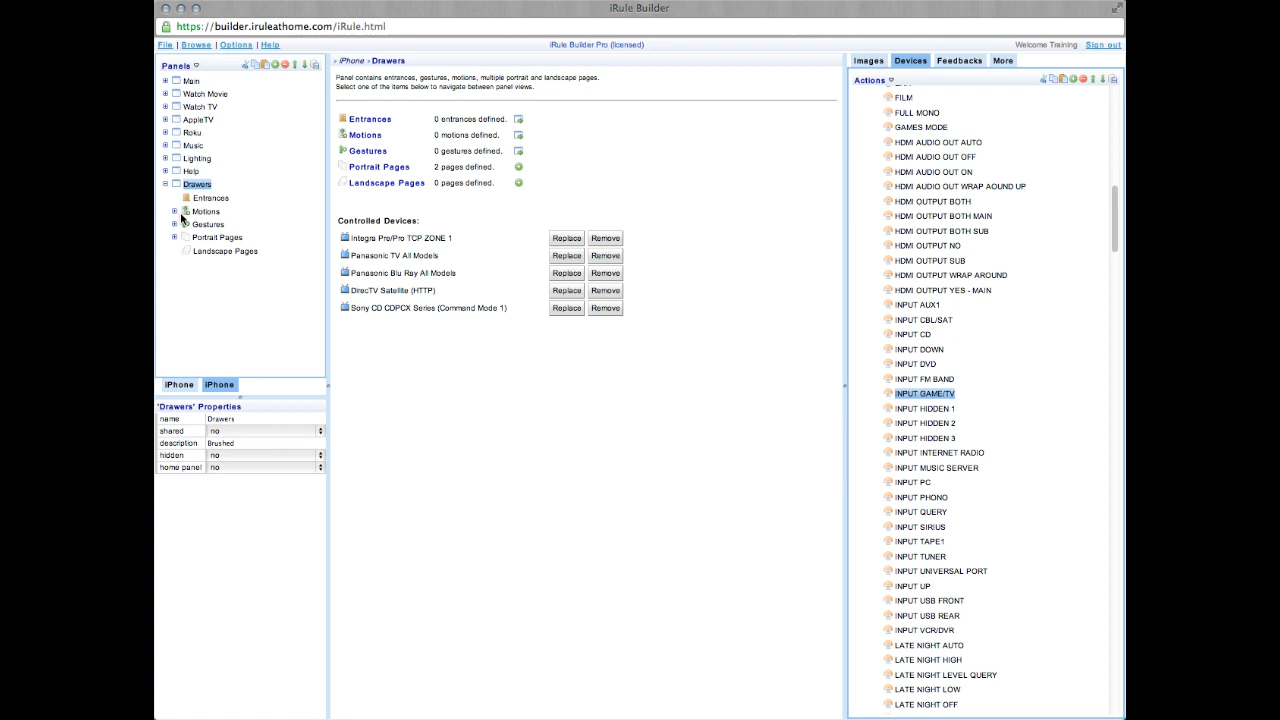 iRule Builder
https://builder.iruleathome.com/iRule.html
File | Browse | Options | Help
iRule Builder Pro (licensed)
Welcome Training
Sign out
Panels
Main
Watch Movie
Watch TV
AppleTV
Roku
Music
Lighting
Help
Drawers
Entrances
Motions
Gestures
Portrait Pages
Landscape Pages
iPhone
iPhone
'Drawers' Properties
name Drawers
shared no
description Brushed
hidden no
home panel no
iPhone › Drawers
Panel contains entrances, gestures, motions, multiple portrait and landscape pages.
Select one of the items below to navigate between panel views.
Entrances 0 entrances defined.
Motions 0 motions defined.
Gestures 0 gestures defined.
Portrait Pages 2 pages defined.
Landscape Pages 0 pages defined.
Controlled Devices:
Integra Pre/Pro TCP ZONE 1 Replace Remove
Panasonic TV All Models Replace Remove
Panasonic Blu Ray All Models Replace Remove
DirecTV Satellite (HTTP) Replace Remove
Sony CD CDPCX Series (Command Mode 1) Replace Remove
Images Devices Feedbacks More
Actions
FILM
FULL MONO
GAMES MODE
HDMI AUDIO OUT AUTO
HDMI AUDIO OUT OFF
HDMI AUDIO OUT ON
HDMI AUDIO OUT WRAP AOUND UP
HDMI OUTPUT BOTH
HDMI OUTPUT BOTH MAIN
HDMI OUTPUT BOTH SUB
HDMI OUTPUT NO
HDMI OUTPUT SUB
HDMI OUTPUT WRAP AROUND
HDMI OUTPUT YES - MAIN
INPUT AUX1
INPUT CBL/SAT
INPUT CD
INPUT DOWN
INPUT DVD
INPUT FM BAND
INPUT GAME/TV
INPUT HIDDEN 1
INPUT HIDDEN 2
INPUT HIDDEN 3
INPUT INTERNET RADIO
INPUT MUSIC SERVER
INPUT PC
INPUT PHONO
INPUT QUERY
INPUT SIRIUS
INPUT TAPE1
INPUT TUNER
INPUT UNIVERSAL PORT
INPUT UP
INPUT USB FRONT
INPUT USB REAR
INPUT VCR/DVR
LATE NIGHT AUTO
LATE NIGHT HIGH
LATE NIGHT LEVEL QUERY
LATE NIGHT LOW
LATE NIGHT OFF